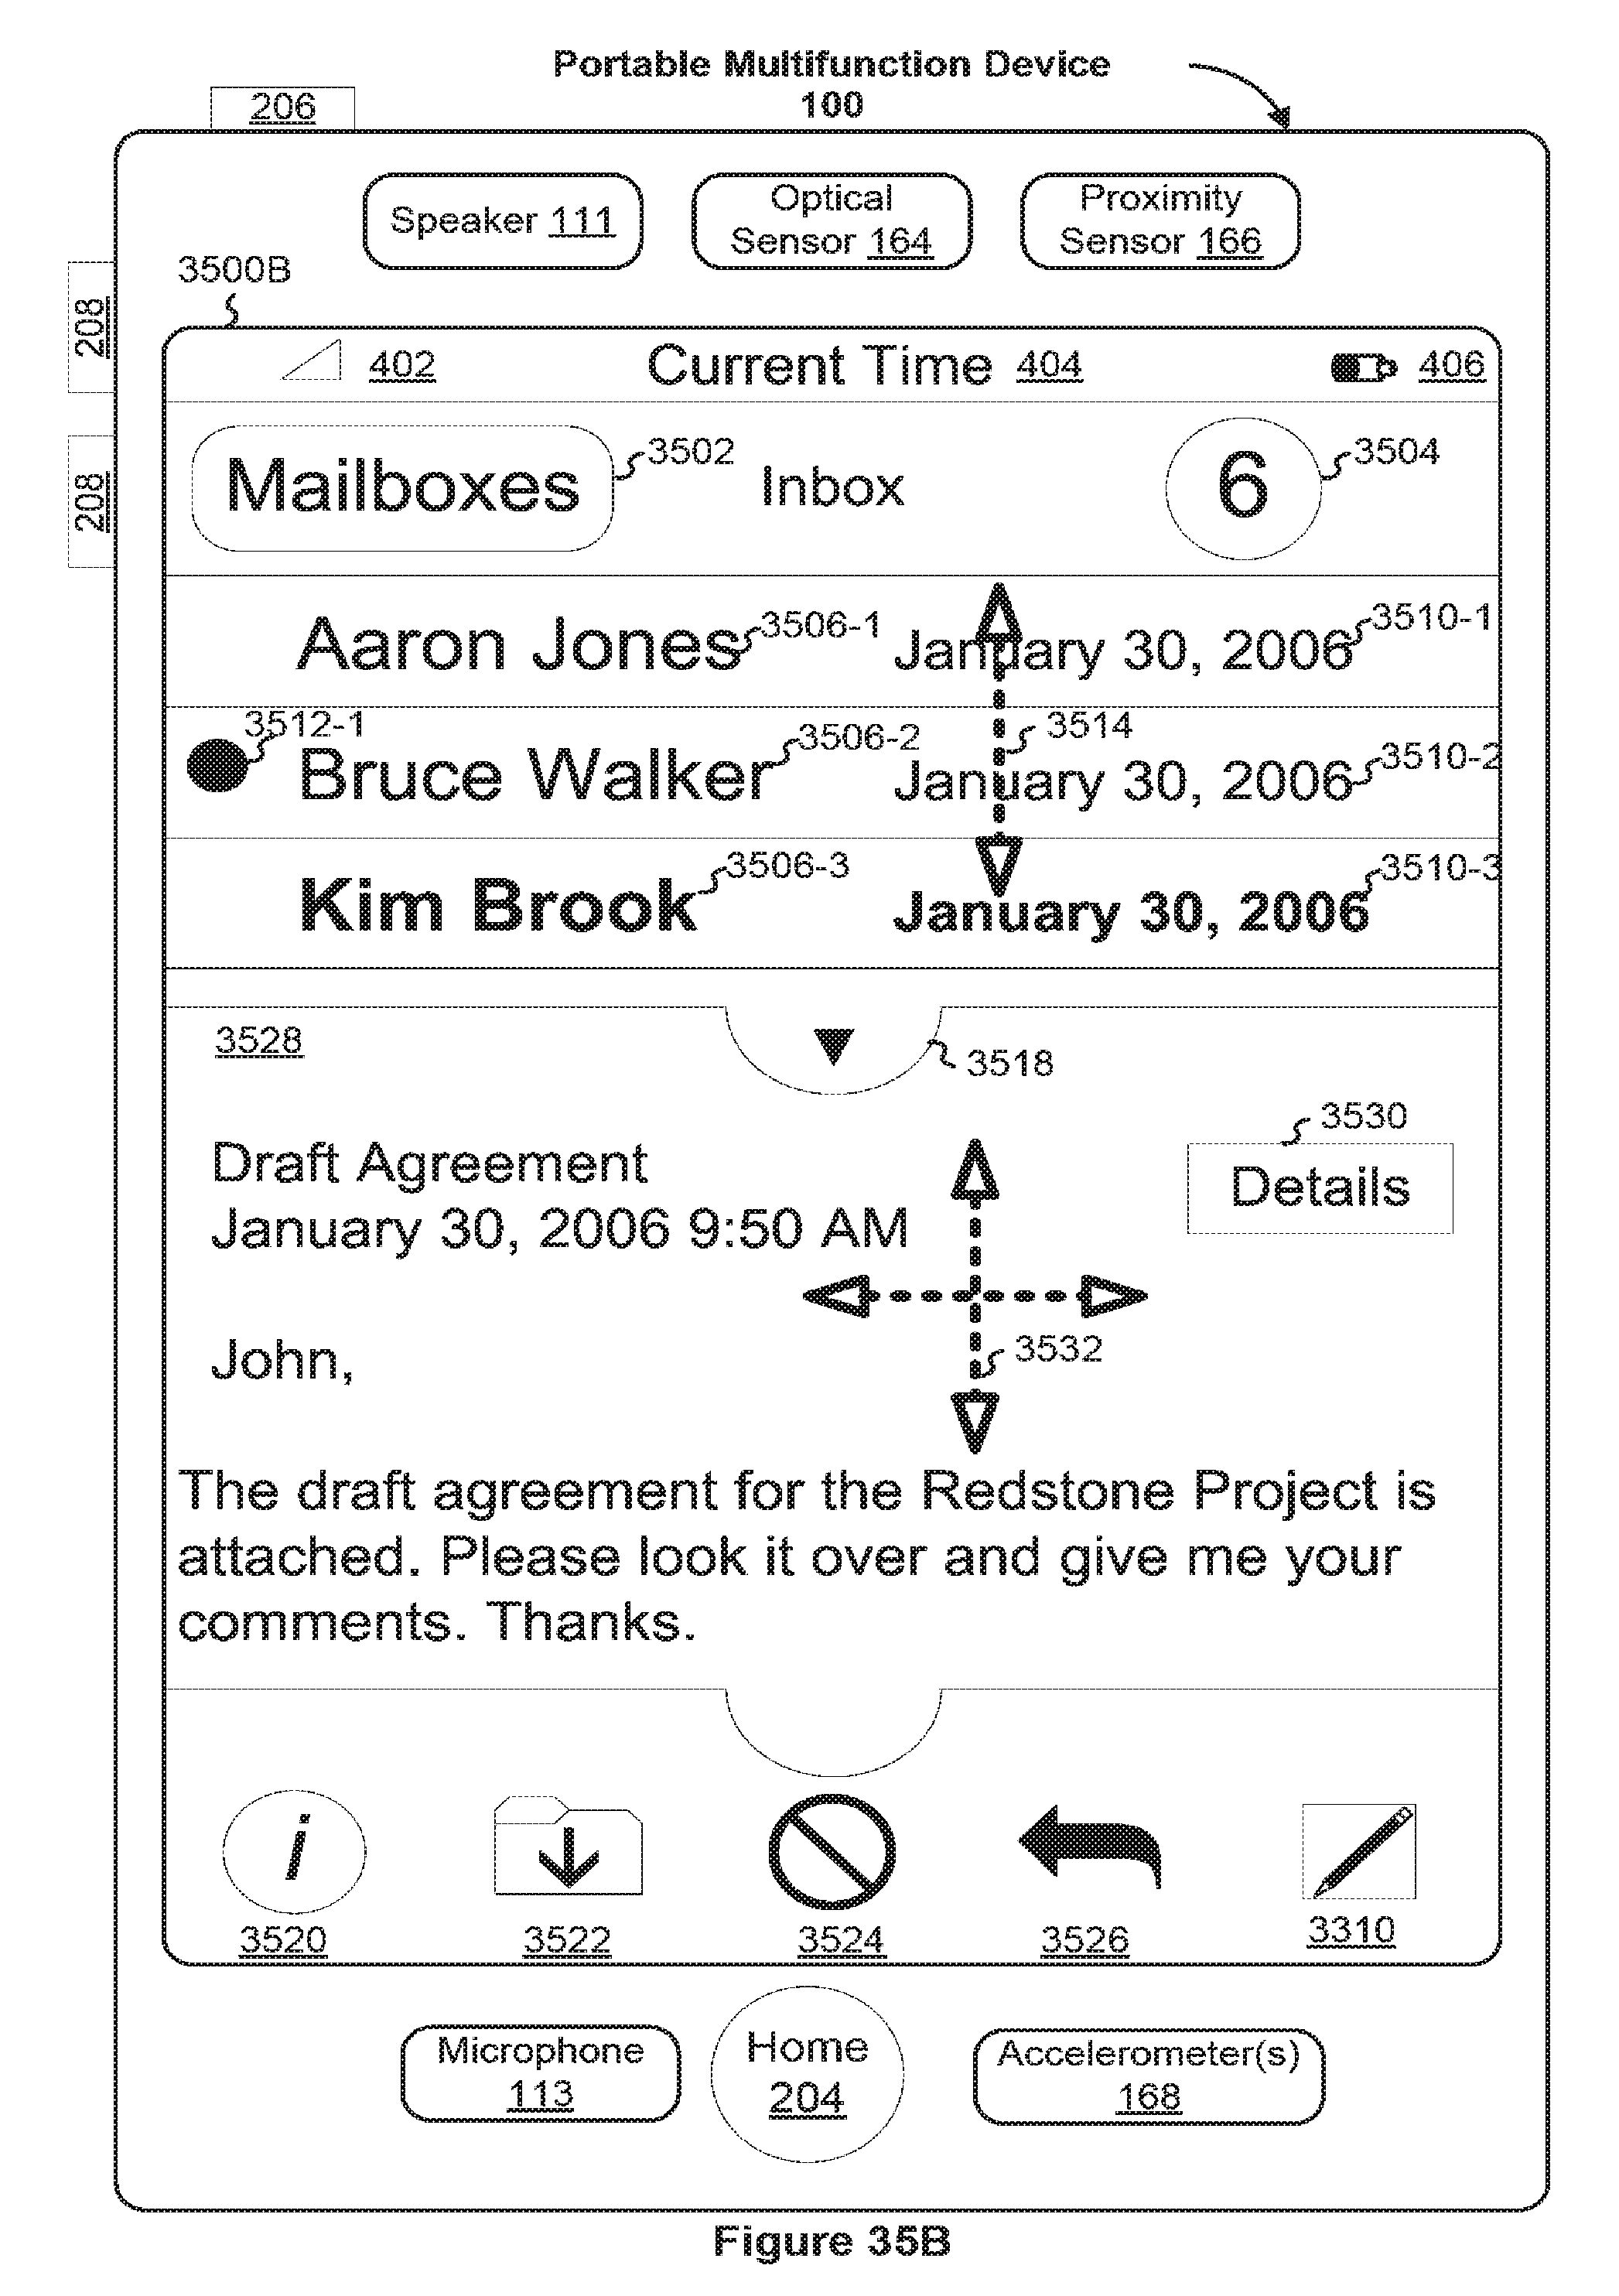 Portable Multifunction Device
100
206
Speaker 111
Optical
Sensor 164
Proximity
Sensor 166
3500B
208
208
402
Current Time 404
406
Mailboxes
3502
Inbox
6
3504
Aaron Jones
3506-1
January 30, 2006
3510-1
3512-1
Bruce Walker
3506-2
3514
January 30, 2006
3510-2
Kim Brook
3506-3
January 30, 2006
3510-3
3528
3518
3530
Draft Agreement
Details
January 30, 2006 9:50 AM
3532
John,
The draft agreement for the Redstone Project is
attached. Please look it over and give me your
comments. Thanks.
i
3520
3522
3524
3526
3310
Microphone
113
Home
204
Accelerometer(s)
168
Figure 35B